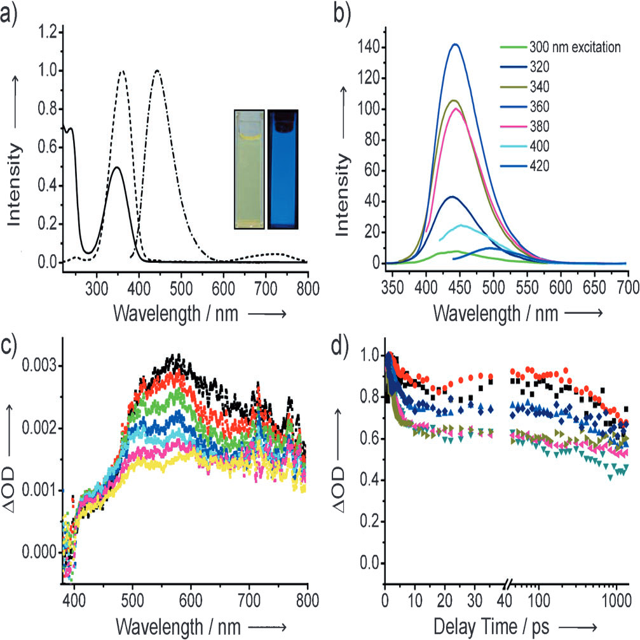 a)
1.2
1.0
0.8
0.6
0.4
0.2
0.0
Intensity
300 400 500 600 700 800
Wavelength / nm
b)
140
120
100
80
60
40
20
0
Intensity
300 nm excitation
320
340
360
380
400
420
350 400 450 500 550 600 700
Wavelength / nm
c)
0.003
0.002
0.001
0.000
ΔOD
400 500 600 700 800
Wavelength / nm
d)
1.0
0.8
0.6
0.4
0.2
0.0
ΔOD
0 10 20 30 40 100 1000
Delay Time / ps